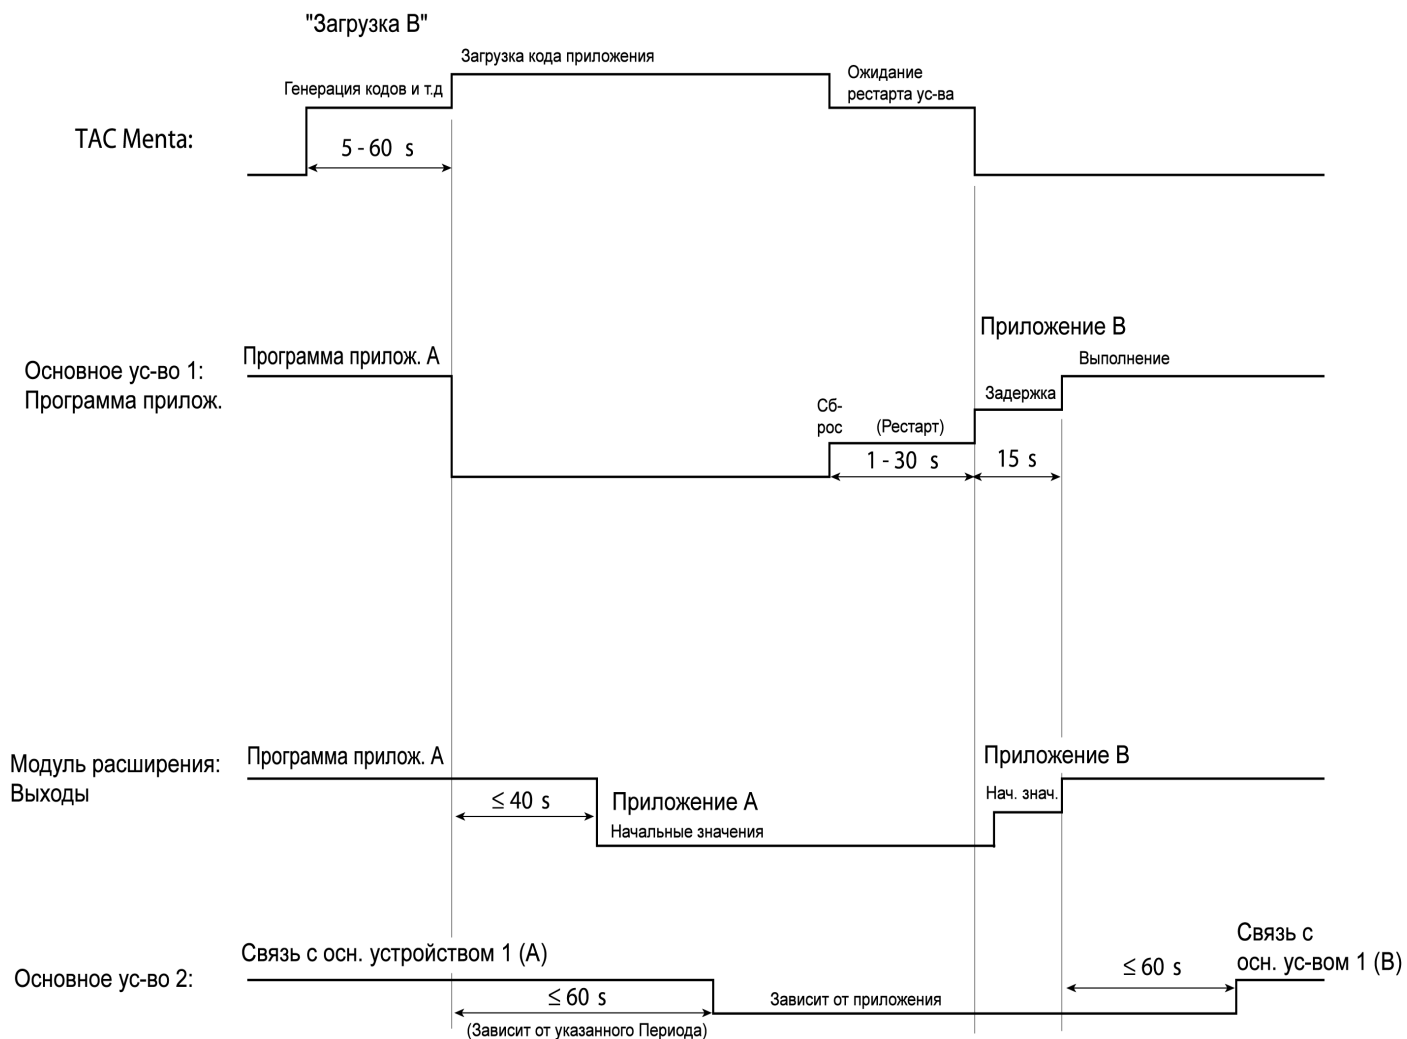 "Загрузка B"
Загрузка кода приложения
Генерация кодов и т.д
Ожидание
рестарта ус-ва
TAC Menta:
5 - 60 s
Приложение B
Программа прилож. A
Выполнение
Основное ус-во 1:
Программа прилож.
Задержка
Сб-
рос
(Рестарт)
1 - 30 s
15 s
Программа прилож. A
Приложение B
Модуль расширения:
Выходы
≤ 40 s
Приложение A
Начальные значения
Нач. знач.
Связь с осн. устройством 1 (A)
Связь с
осн. ус-вом 1 (B)
Основное ус-во 2:
≤ 60 s
(Зависит от указанного Периода)
Зависит от приложения
≤ 60 s